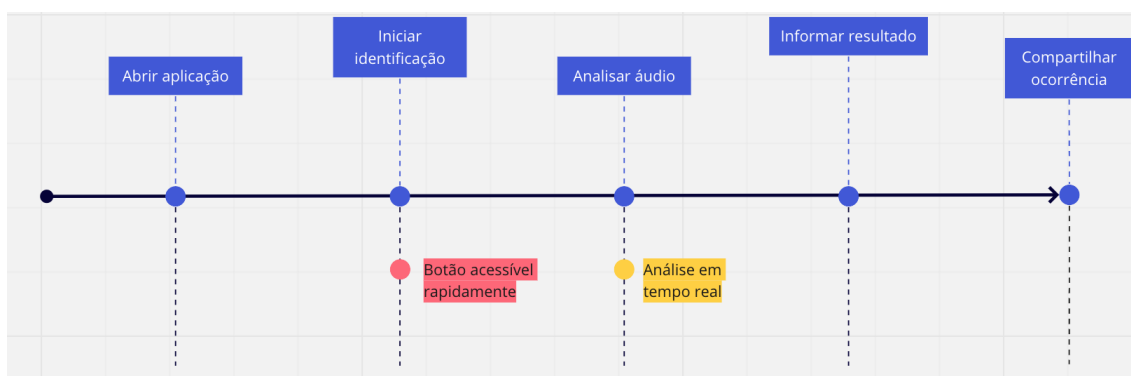 Abrir aplicação
Iniciar
identificação
Analisar áudio
Informar resultado
Compartilhar
ocorrência
Botão acessível
rapidamente
Análise em
tempo real